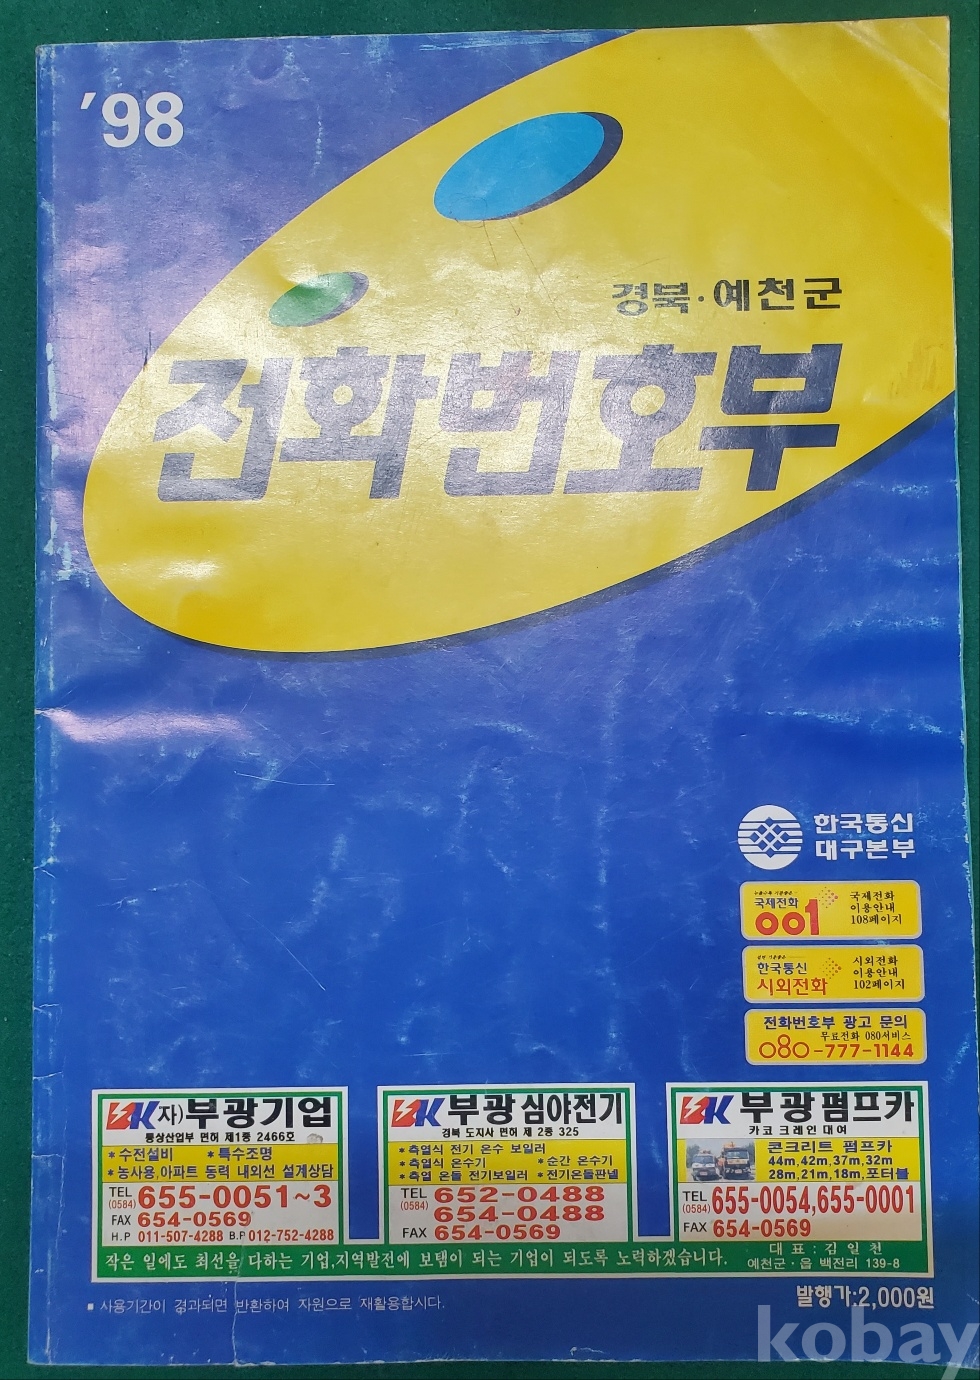 '98
경북·예천군
전화번호부
한국통신
대구본부
국제전화
001
국제전화
이용안내
108페이지
한국통신
시외전화
시외전화
이용안내
102페이지
전화번호부 광고 문의
무료전화 080서비스
080-777-1144
BK 자)부광기업
통상산업부 면허 제1종 2466호
*수전설비 *특수조명
*농사용,아파트 동력 내외선 설계상담
TEL (0584) 655-0051~3
FAX 654-0569
H.P 011-507-4288 B.P 012-752-4288
BK 부광심야전기
경북 도지사 면허 제 2종 325
*축열식 전기 온수 보일러
*축열식 온수기 *순간 온수기
*축열 온돌 전기보일러 *전기온돌판넬
TEL (0584) 652-0488
654-0488
FAX 654-0569
BK 부광펌프카
카고 크레인 대여
콘크리트 펌프카
44m,42m,37m,32m
28m,21m,18m,포터블
TEL (0584) 655-0054,655-0001
FAX 654-0569
작은 일에도 최선을 다하는 기업,지역발전에 보탬이 되는 기업이 되도록 노력하겠습니다.
대 표 : 김 일 천
예천군·읍 백전리 139-8
■ 사용기간이 경과되면 반환하여 자원으로 재활용합시다.
발행가:2,000원
kobay